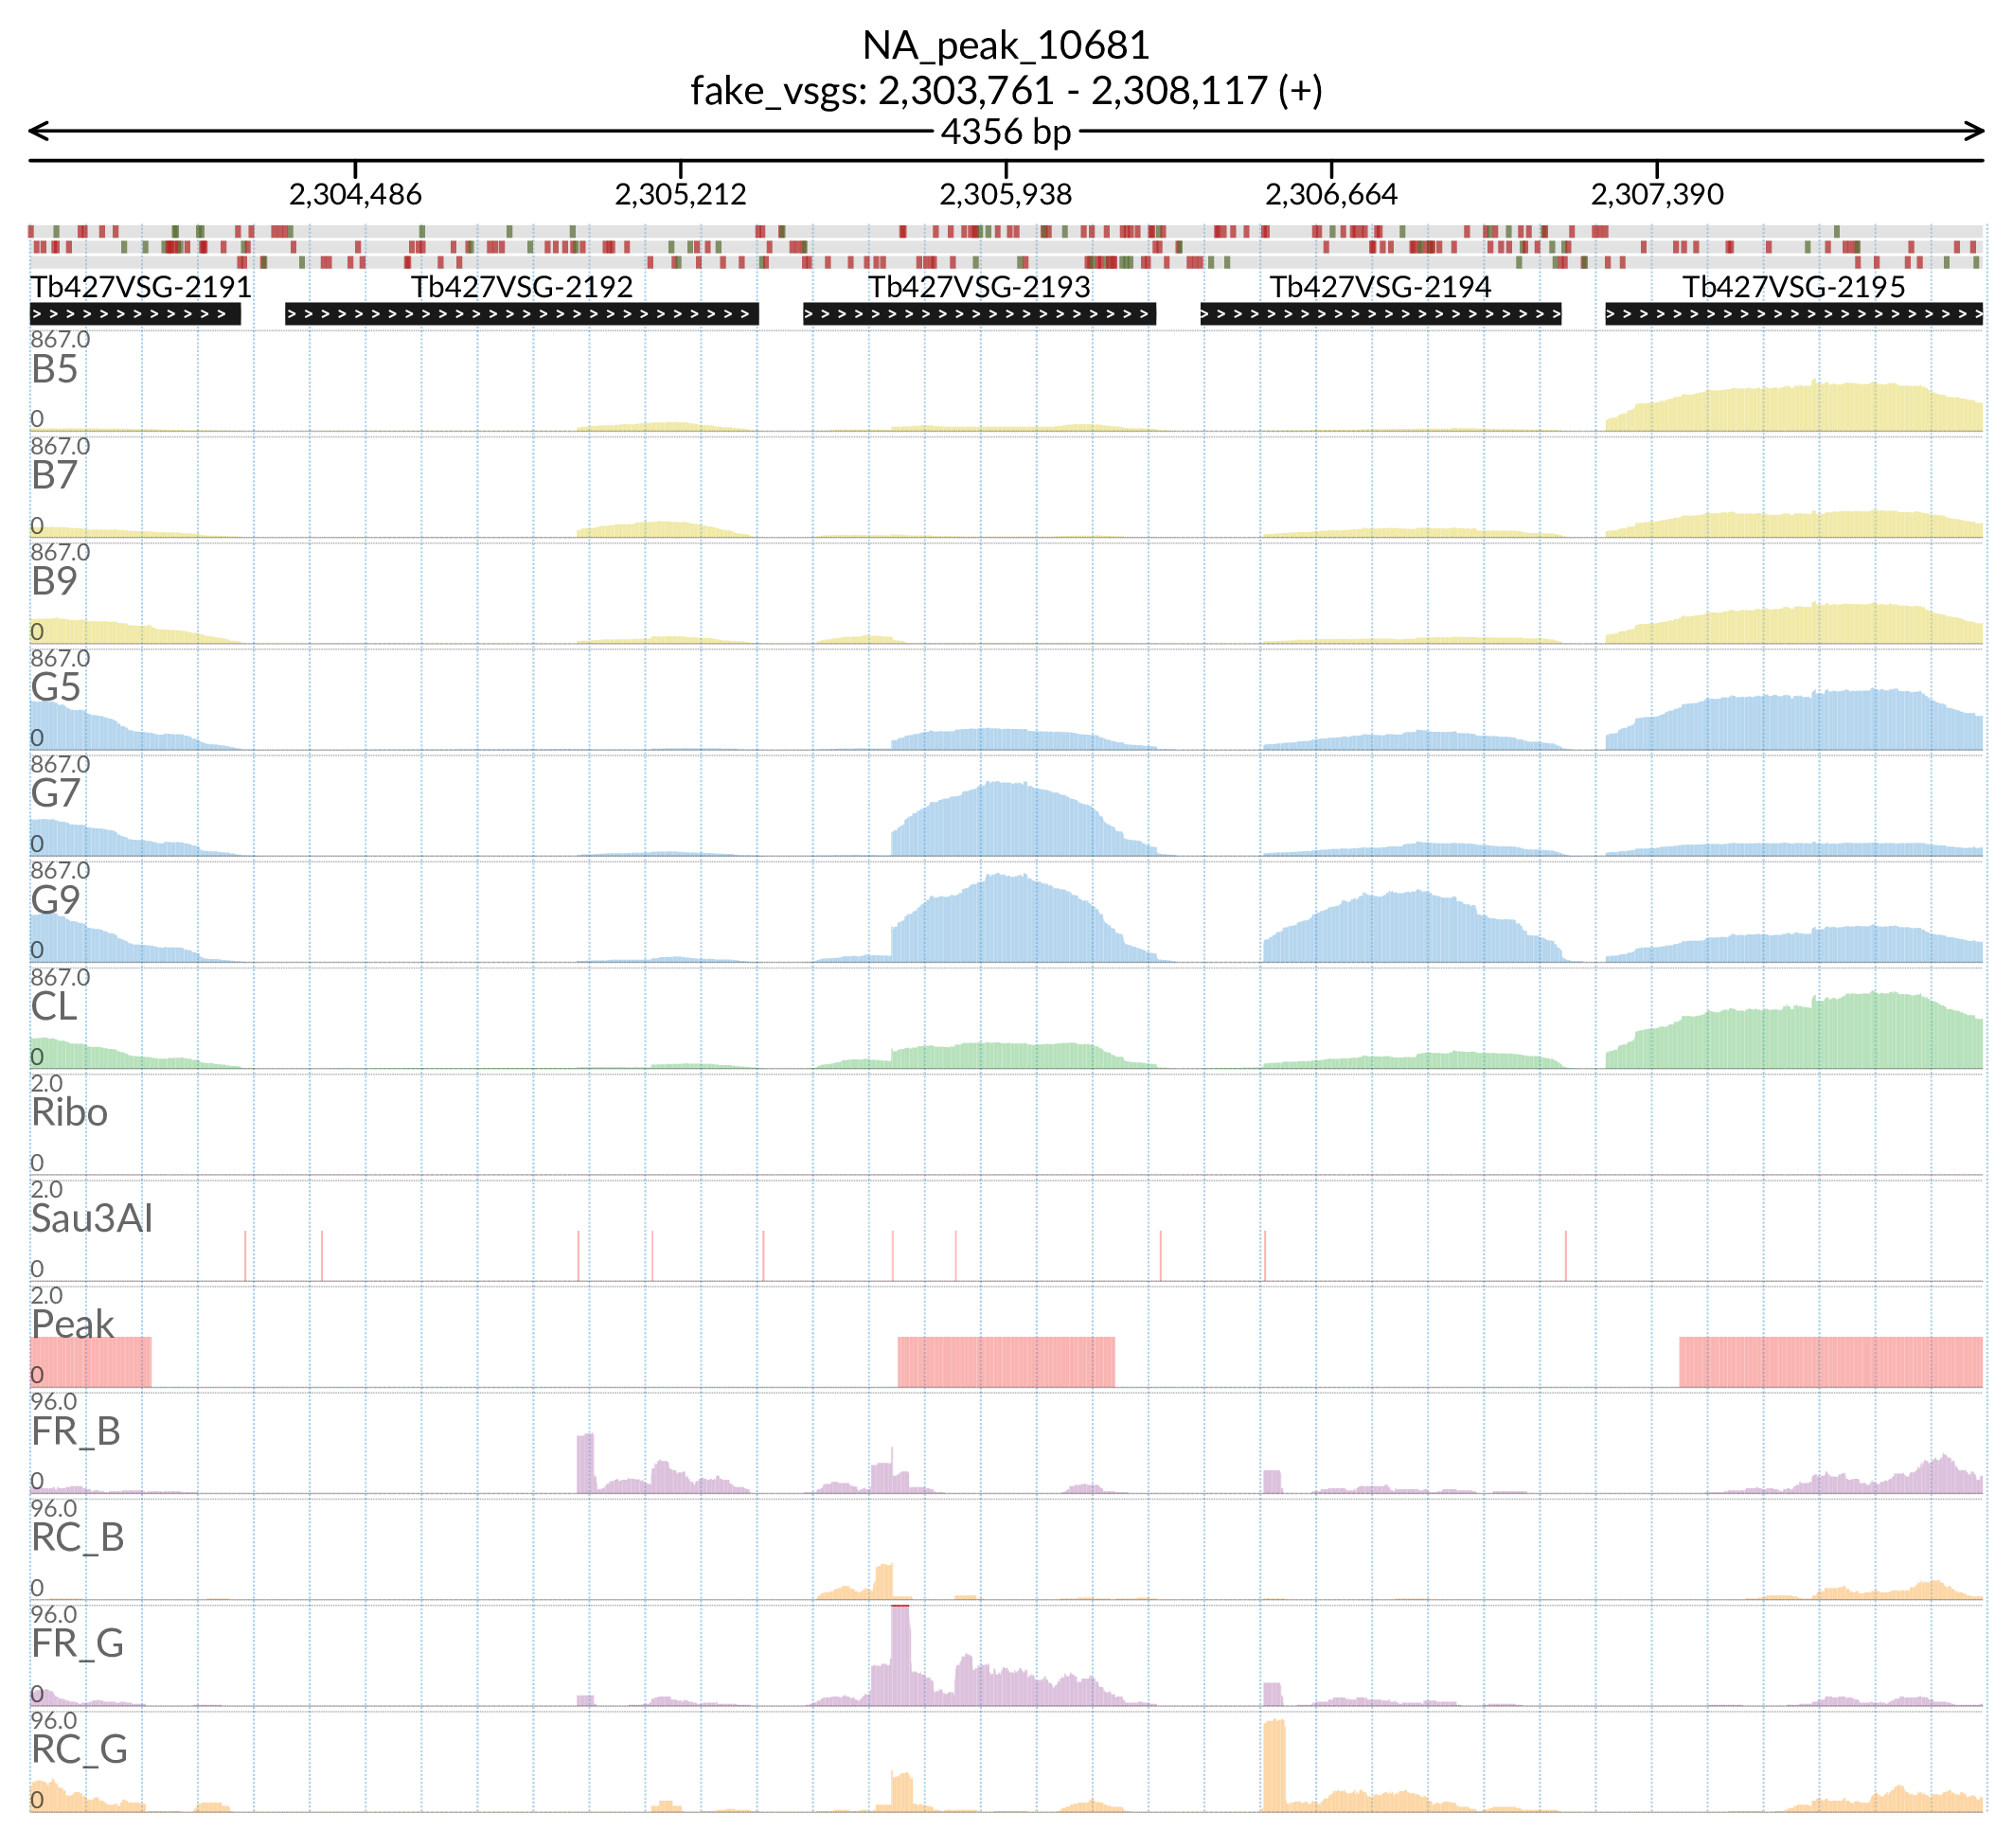 NA_peak_10681
fake_vsgs: 2,303,761 - 2,308,117 (+)
4356 bp
2,304,486 2,305,212 2,305,938 2,306,664 2,307,390
Tb427VSG-2191 Tb427VSG-2192 Tb427VSG-2193 Tb427VSG-2194 Tb427VSG-2195
867.0
B5
0
867.0
B7
0
867.0
B9
0
867.0
G5
0
867.0
G7
0
867.0
G9
0
867.0
CL
0
2.0
Ribo
0
2.0
Sau3AI
0
2.0
Peak
0
96.0
FR_B
0
96.0
RC_B
0
96.0
FR_G
0
96.0
RC_G
0